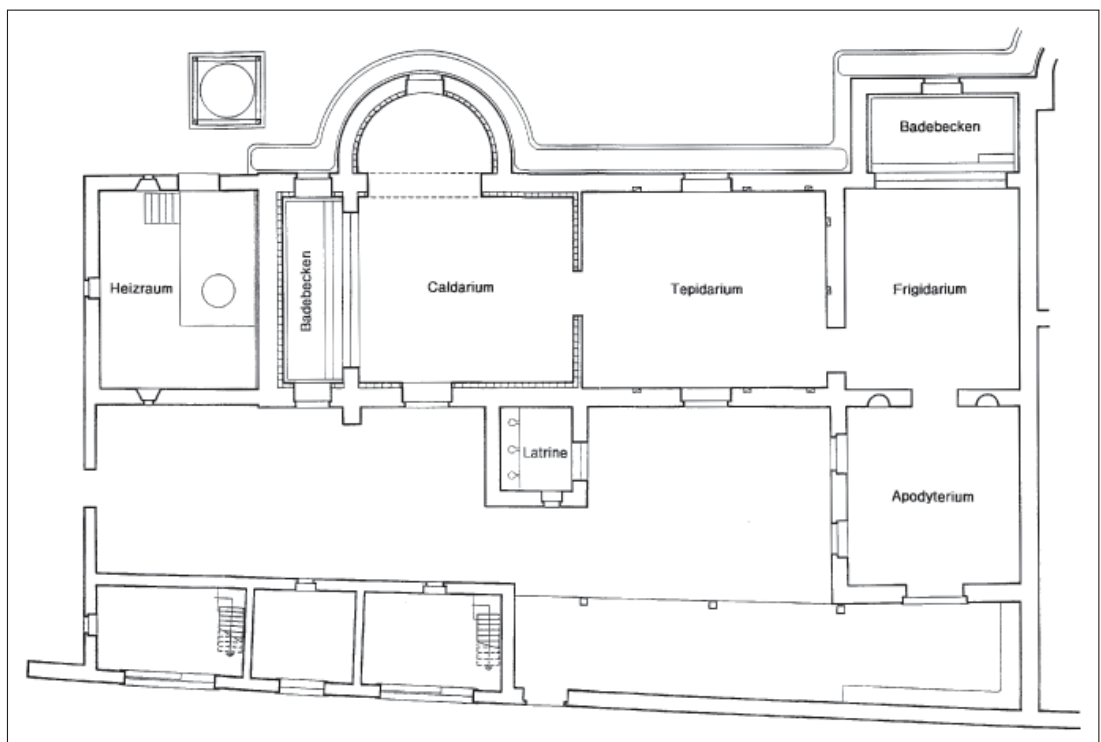 Badebecken
Heizraum
Badebecken
Caldarium
Tepidarium
Frigidarium
Latrine
Apodyterium